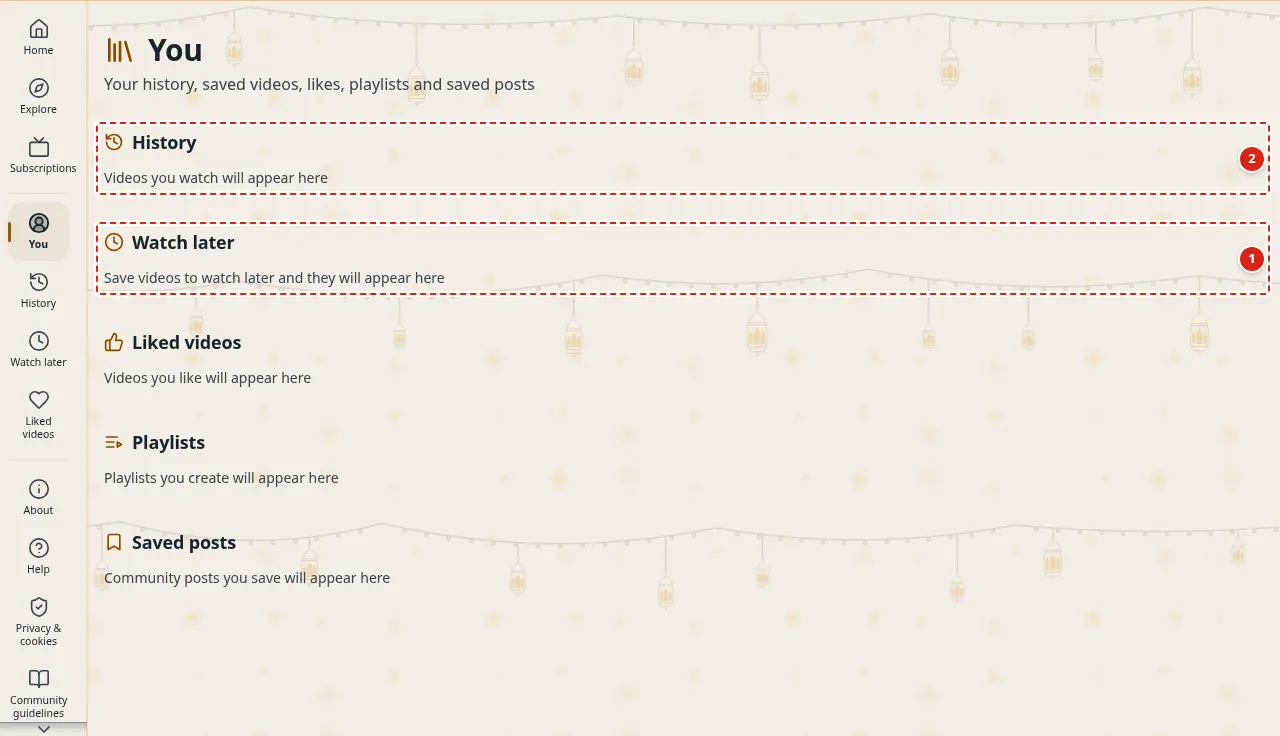 Home
Explore
Subscriptions
You
History
Watch later
Liked
videos
About
Help
Privacy &
cookies
Community
guidelines
You
Your history, saved videos, likes, playlists and saved posts
History
Videos you watch will appear here
2
Watch later
Save videos to watch later and they will appear here
1
Liked videos
Videos you like will appear here
Playlists
Playlists you create will appear here
Saved posts
Community posts you save will appear here